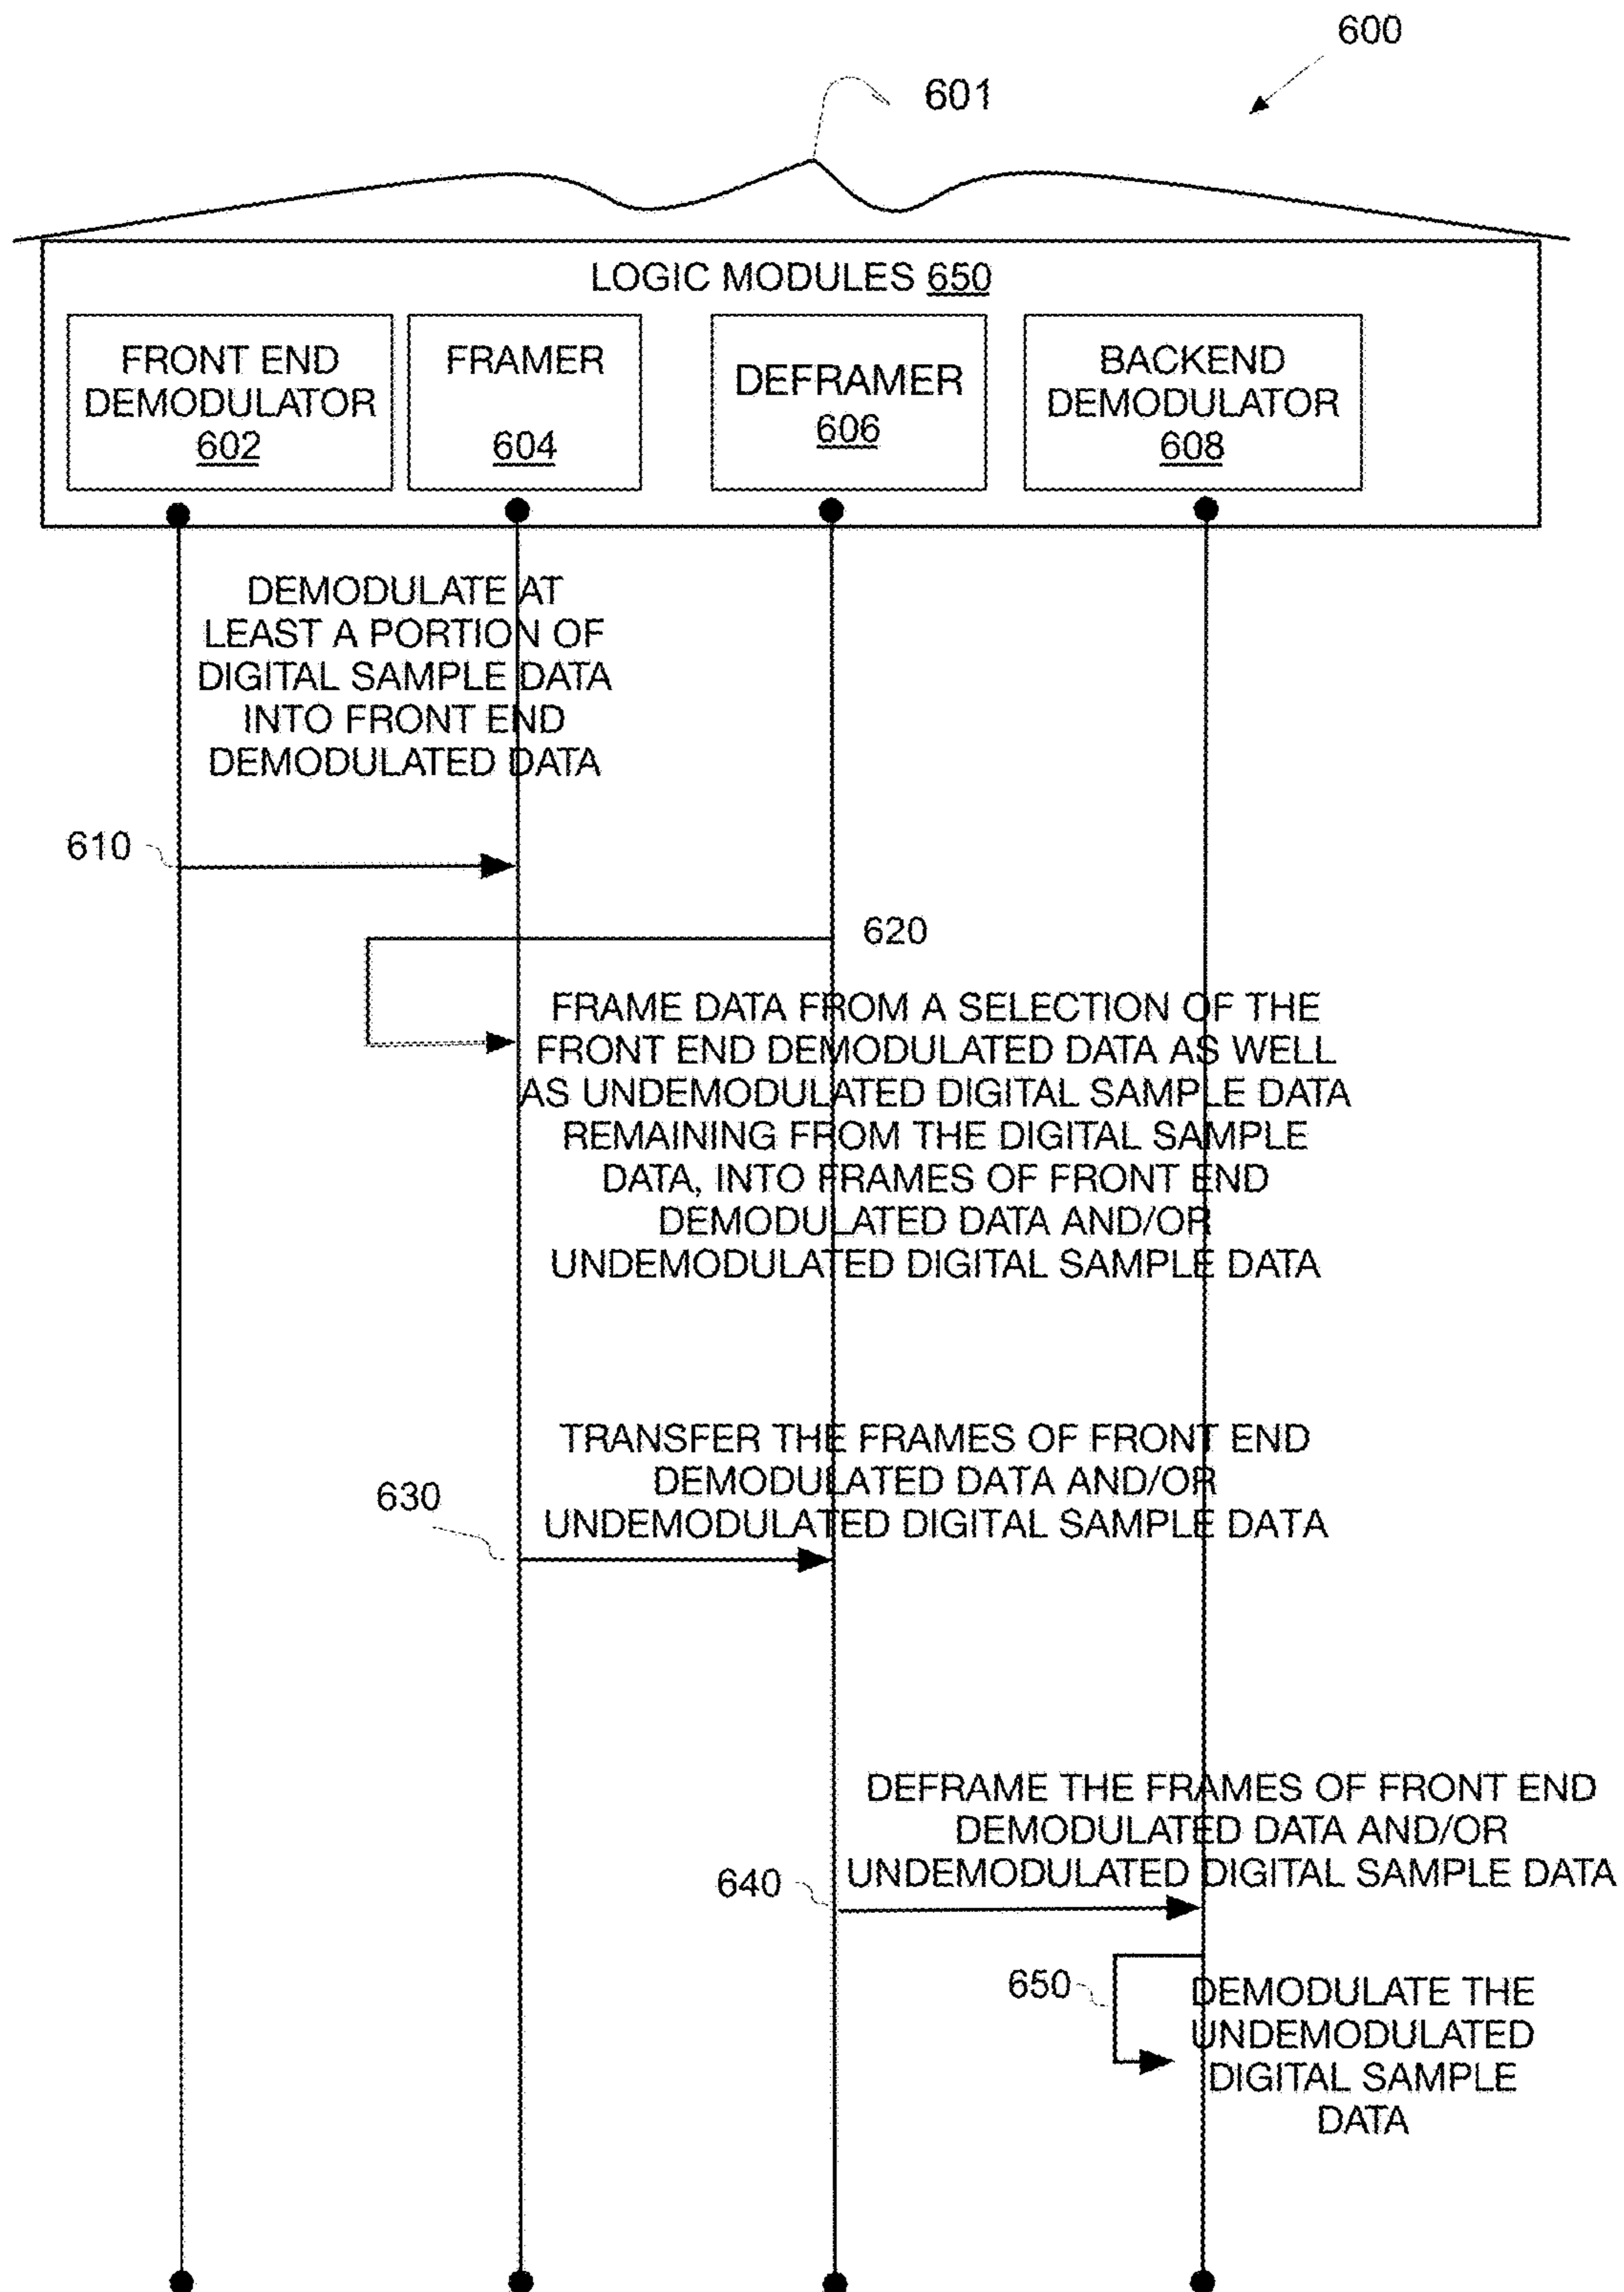 600
601
LOGIC MODULES 650
FRONT END
DEMODULATOR
602
FRAMER
604
DEFRAMER
606
BACKEND
DEMODULATOR
608
DEMODULATE AT
LEAST A PORTION OF
DIGITAL SAMPLE DATA
INTO FRONT END
DEMODULATED DATA
610
620
FRAME DATA FROM A SELECTION OF THE
FRONT END DEMODULATED DATA AS WELL
AS UNDEMODULATED DIGITAL SAMPLE DATA
REMAINING FROM THE DIGITAL SAMPLE
DATA, INTO FRAMES OF FRONT END
DEMODULATED DATA AND/OR
UNDEMODULATED DIGITAL SAMPLE DATA
TRANSFER THE FRAMES OF FRONT END
DEMODULATED DATA AND/OR
UNDEMODULATED DIGITAL SAMPLE DATA
630
DEFRAME THE FRAMES OF FRONT END
DEMODULATED DATA AND/OR
UNDEMODULATED DIGITAL SAMPLE DATA
640
650
DEMODULATE THE
UNDEMODULATED
DIGITAL SAMPLE
DATA